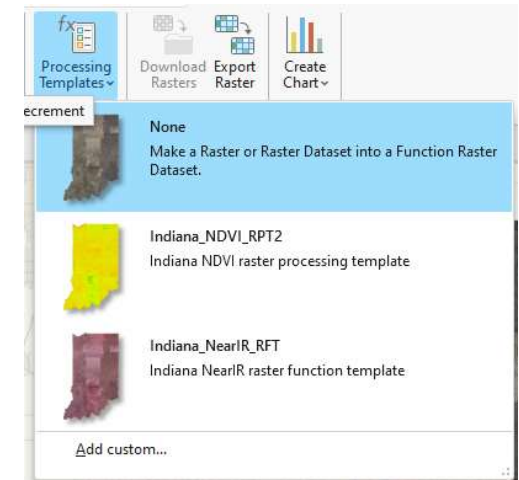 fx
Processing
Templates
Download
Rasters
Export
Raster
Create
Chart
ecrement
None
Make a Raster or Raster Dataset into a Function Raster
Dataset.
Indiana_NDVI_RPT2
Indiana NDVI raster processing template
Indiana_NearIR_RFT
Indiana NearIR raster function template
Add custom...